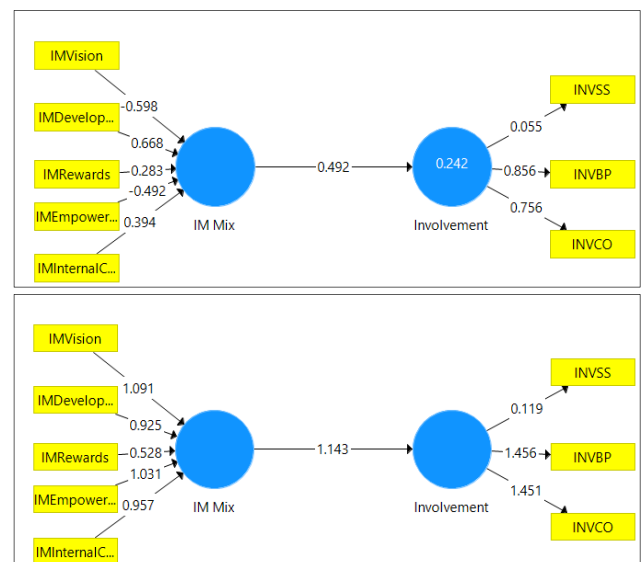 IMVision
-0.598
IMDevelop...
0.668
IMRewards
0.283
IMEmpower...
-0.492
IMInternalC...
0.394
IM Mix
0.492
0.242
Involvement
INVSS
0.055
INVBP
0.856
INVCO
0.756
IMVision
1.091
IMDevelop...
0.925
IMRewards
0.528
IMEmpower...
1.031
IMInternalC...
0.957
IM Mix
1.143
Involvement
INVSS
0.119
INVBP
1.456
INVCO
1.451